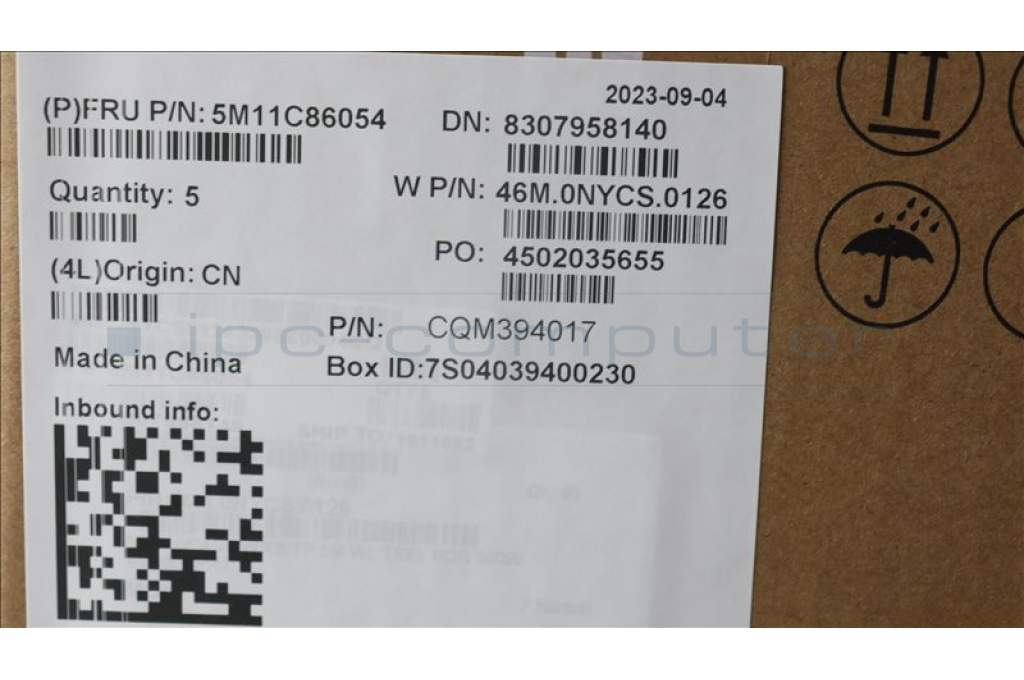 2023-09-04
(P)FRU P/N: 5M11C86054
DN: 8307958140
Quantity: 5
W P/N: 46M.0NYCS.0126
PO: 4502035655
(4L)Origin: CN
P/N: CQM394017
ipc-computer
Made in China
Box ID:7S04039400230
Inbound info: